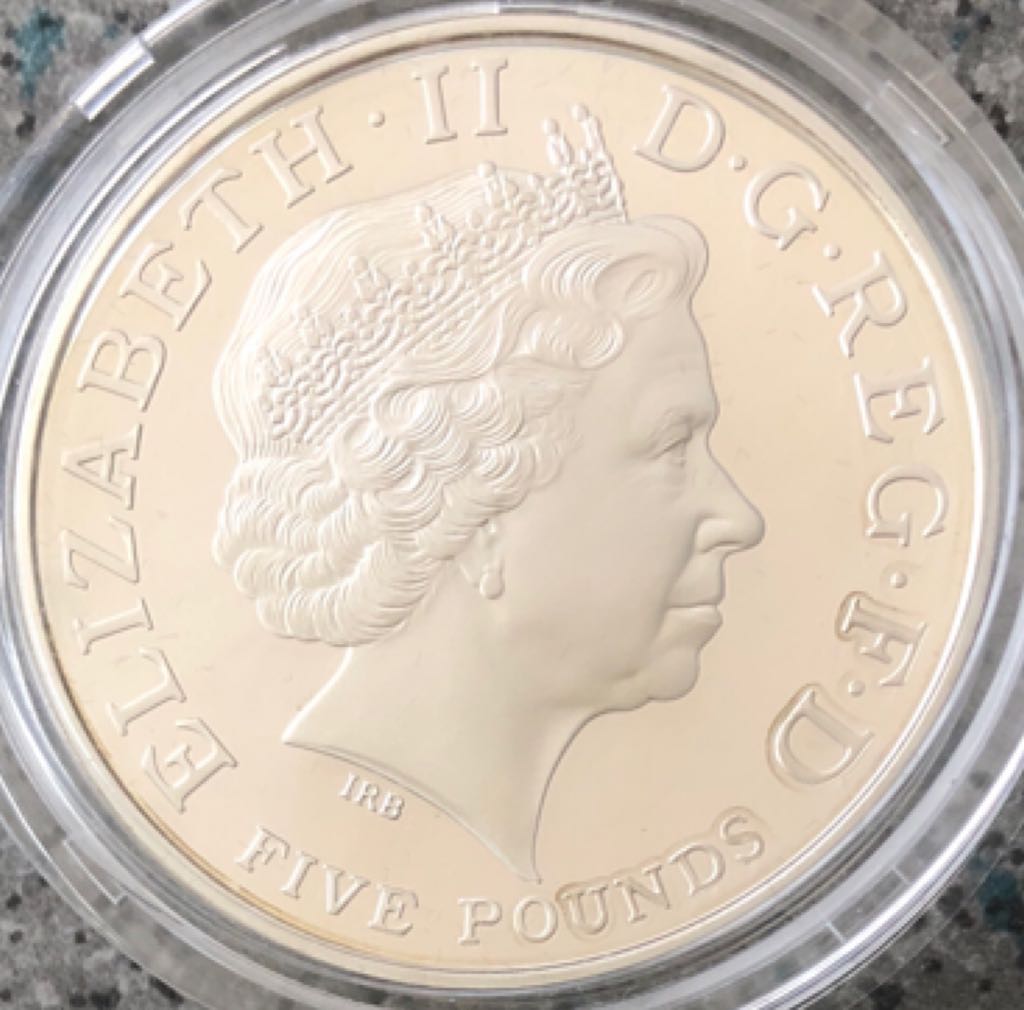 ELIZABETH · II D · G · REG · F · D
FIVE POUNDS
IRB